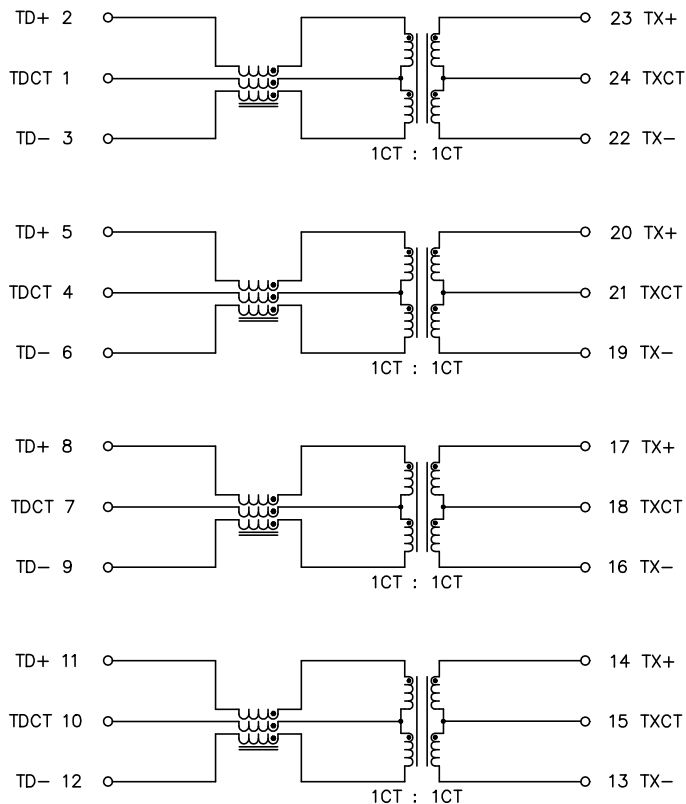 TD+ 2 23 TX+
TDCT 1 24 TXCT
TD− 3 22 TX−
1CT : 1CT
TD+ 5 20 TX+
TDCT 4 21 TXCT
TD− 6 19 TX−
1CT : 1CT
TD+ 8 17 TX+
TDCT 7 18 TXCT
TD− 9 16 TX−
1CT : 1CT
TD+ 11 14 TX+
TDCT 10 15 TXCT
TD− 12 13 TX−
1CT : 1CT